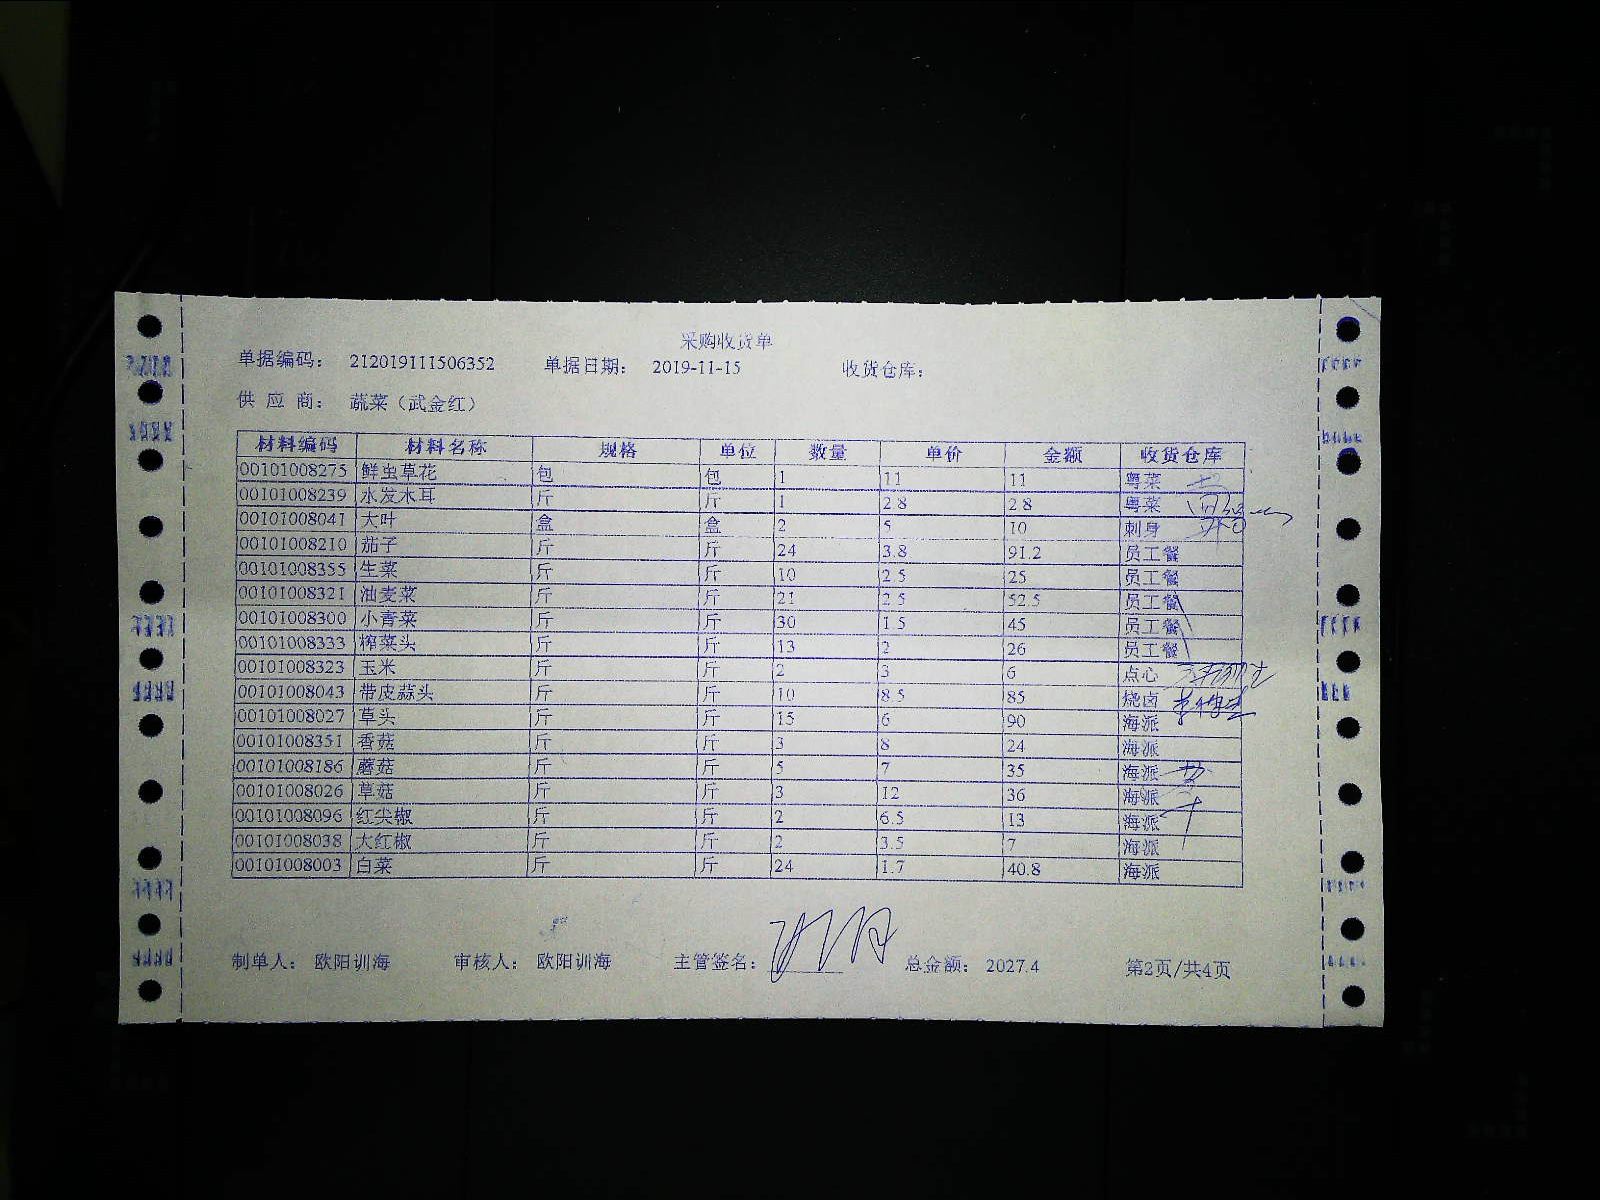 采购收货单
单据编码： 212019111506352 单据日期： 2019-11-15 收货仓库：
供 应 商： 蔬菜（武金红）
材料编码 材料名称 规格 单位 数量 单价 金额 收货仓库
00101008275 鲜虫草花 包 包 1 11 11 粤菜
00101008239 水发木耳 斤 斤 1 2.8 2.8 粤菜
00101008041 大叶 盒 盒 2 5 10 刺身
00101008210 茄子 斤 斤 24 3.8 91.2 员工餐
00101008355 生菜 斤 斤 10 2.5 25 员工餐
00101008321 油麦菜 斤 斤 21 2.5 52.5 员工餐
00101008300 小青菜 斤 斤 30 1.5 45 员工餐
00101008333 榨菜头 斤 斤 13 2 26 员工餐
00101008323 玉米 斤 斤 2 3 6 点心
00101008043 带皮蒜头 斤 斤 10 8.5 85 烧卤
00101008027 草头 斤 斤 15 6 90 海派
00101008351 香菇 斤 斤 3 8 24 海派
00101008186 蘑菇 斤 斤 5 7 35 海派
00101008026 草菇 斤 斤 3 12 36 海派
00101008096 红尖椒 斤 斤 2 6.5 13 海派
00101008038 大红椒 斤 斤 2 3.5 7 海派
00101008003 白菜 斤 斤 24 1.7 40.8 海派
制单人： 欧阳训海 审核人： 欧阳训海 主管签名： 总金额： 2027.4 第2页/共4页